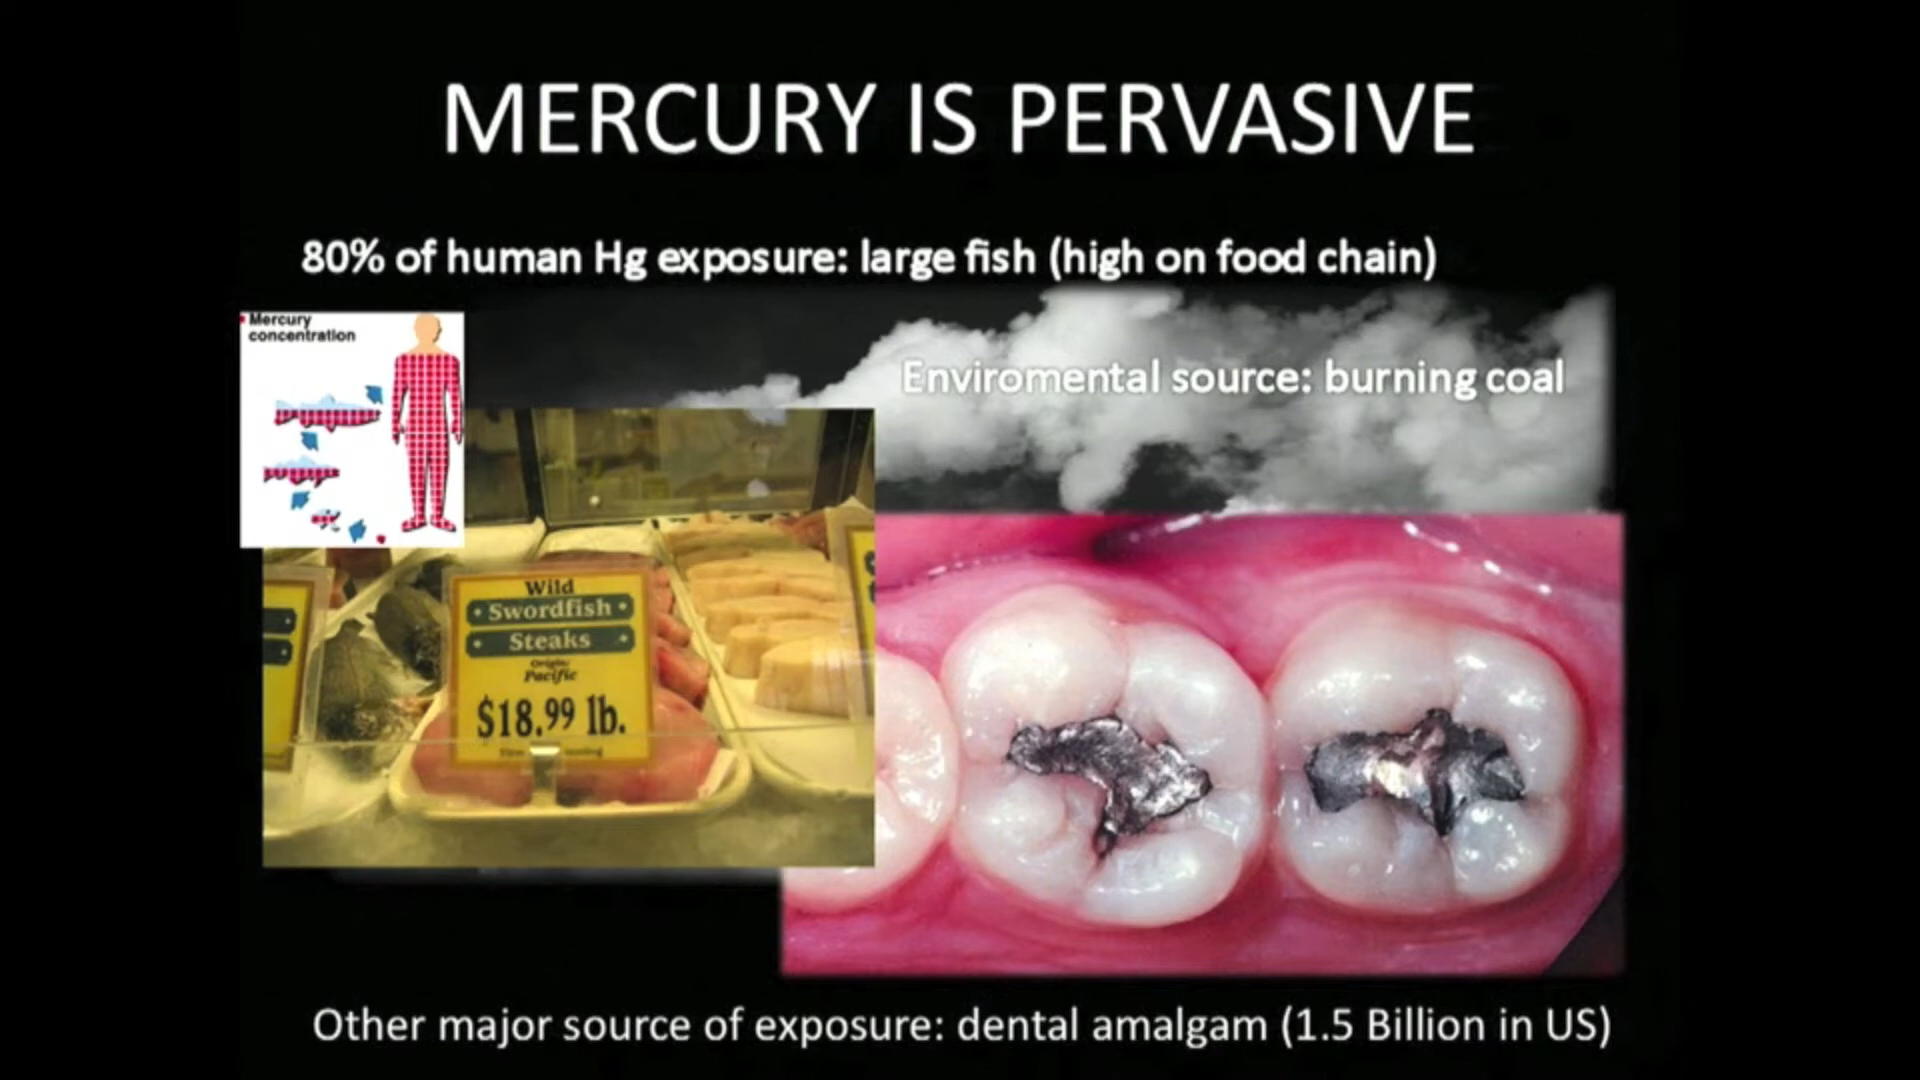 MERCURY IS PERVASIVE
80% of human Hg exposure: large fish (high on food chain)
Mercury
concentration
Enviromental source: burning coal
Wild
• Swordfish •
• Steaks •
Origin:
Pacific
$18.99 lb.
Other major source of exposure: dental amalgam (1.5 Billion in US)